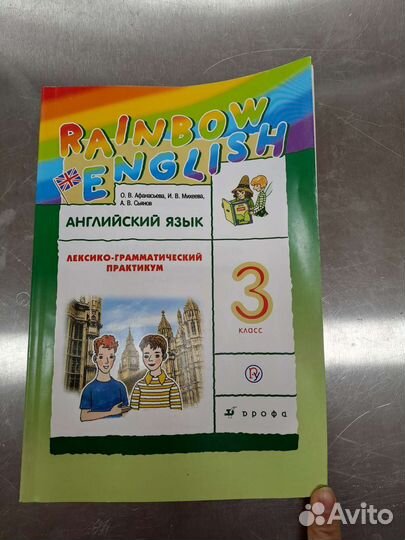 RAINBOW
ENGLISH
О. В. Афанасьева, И. В. Михеева,
А. В. Сьянов
АНГЛИЙСКИЙ ЯЗЫК
ЛЕКСИКО-ГРАММАТИЧЕСКИЙ
ПРАКТИКУМ
3
КЛАСС
ДРОФА
Avito